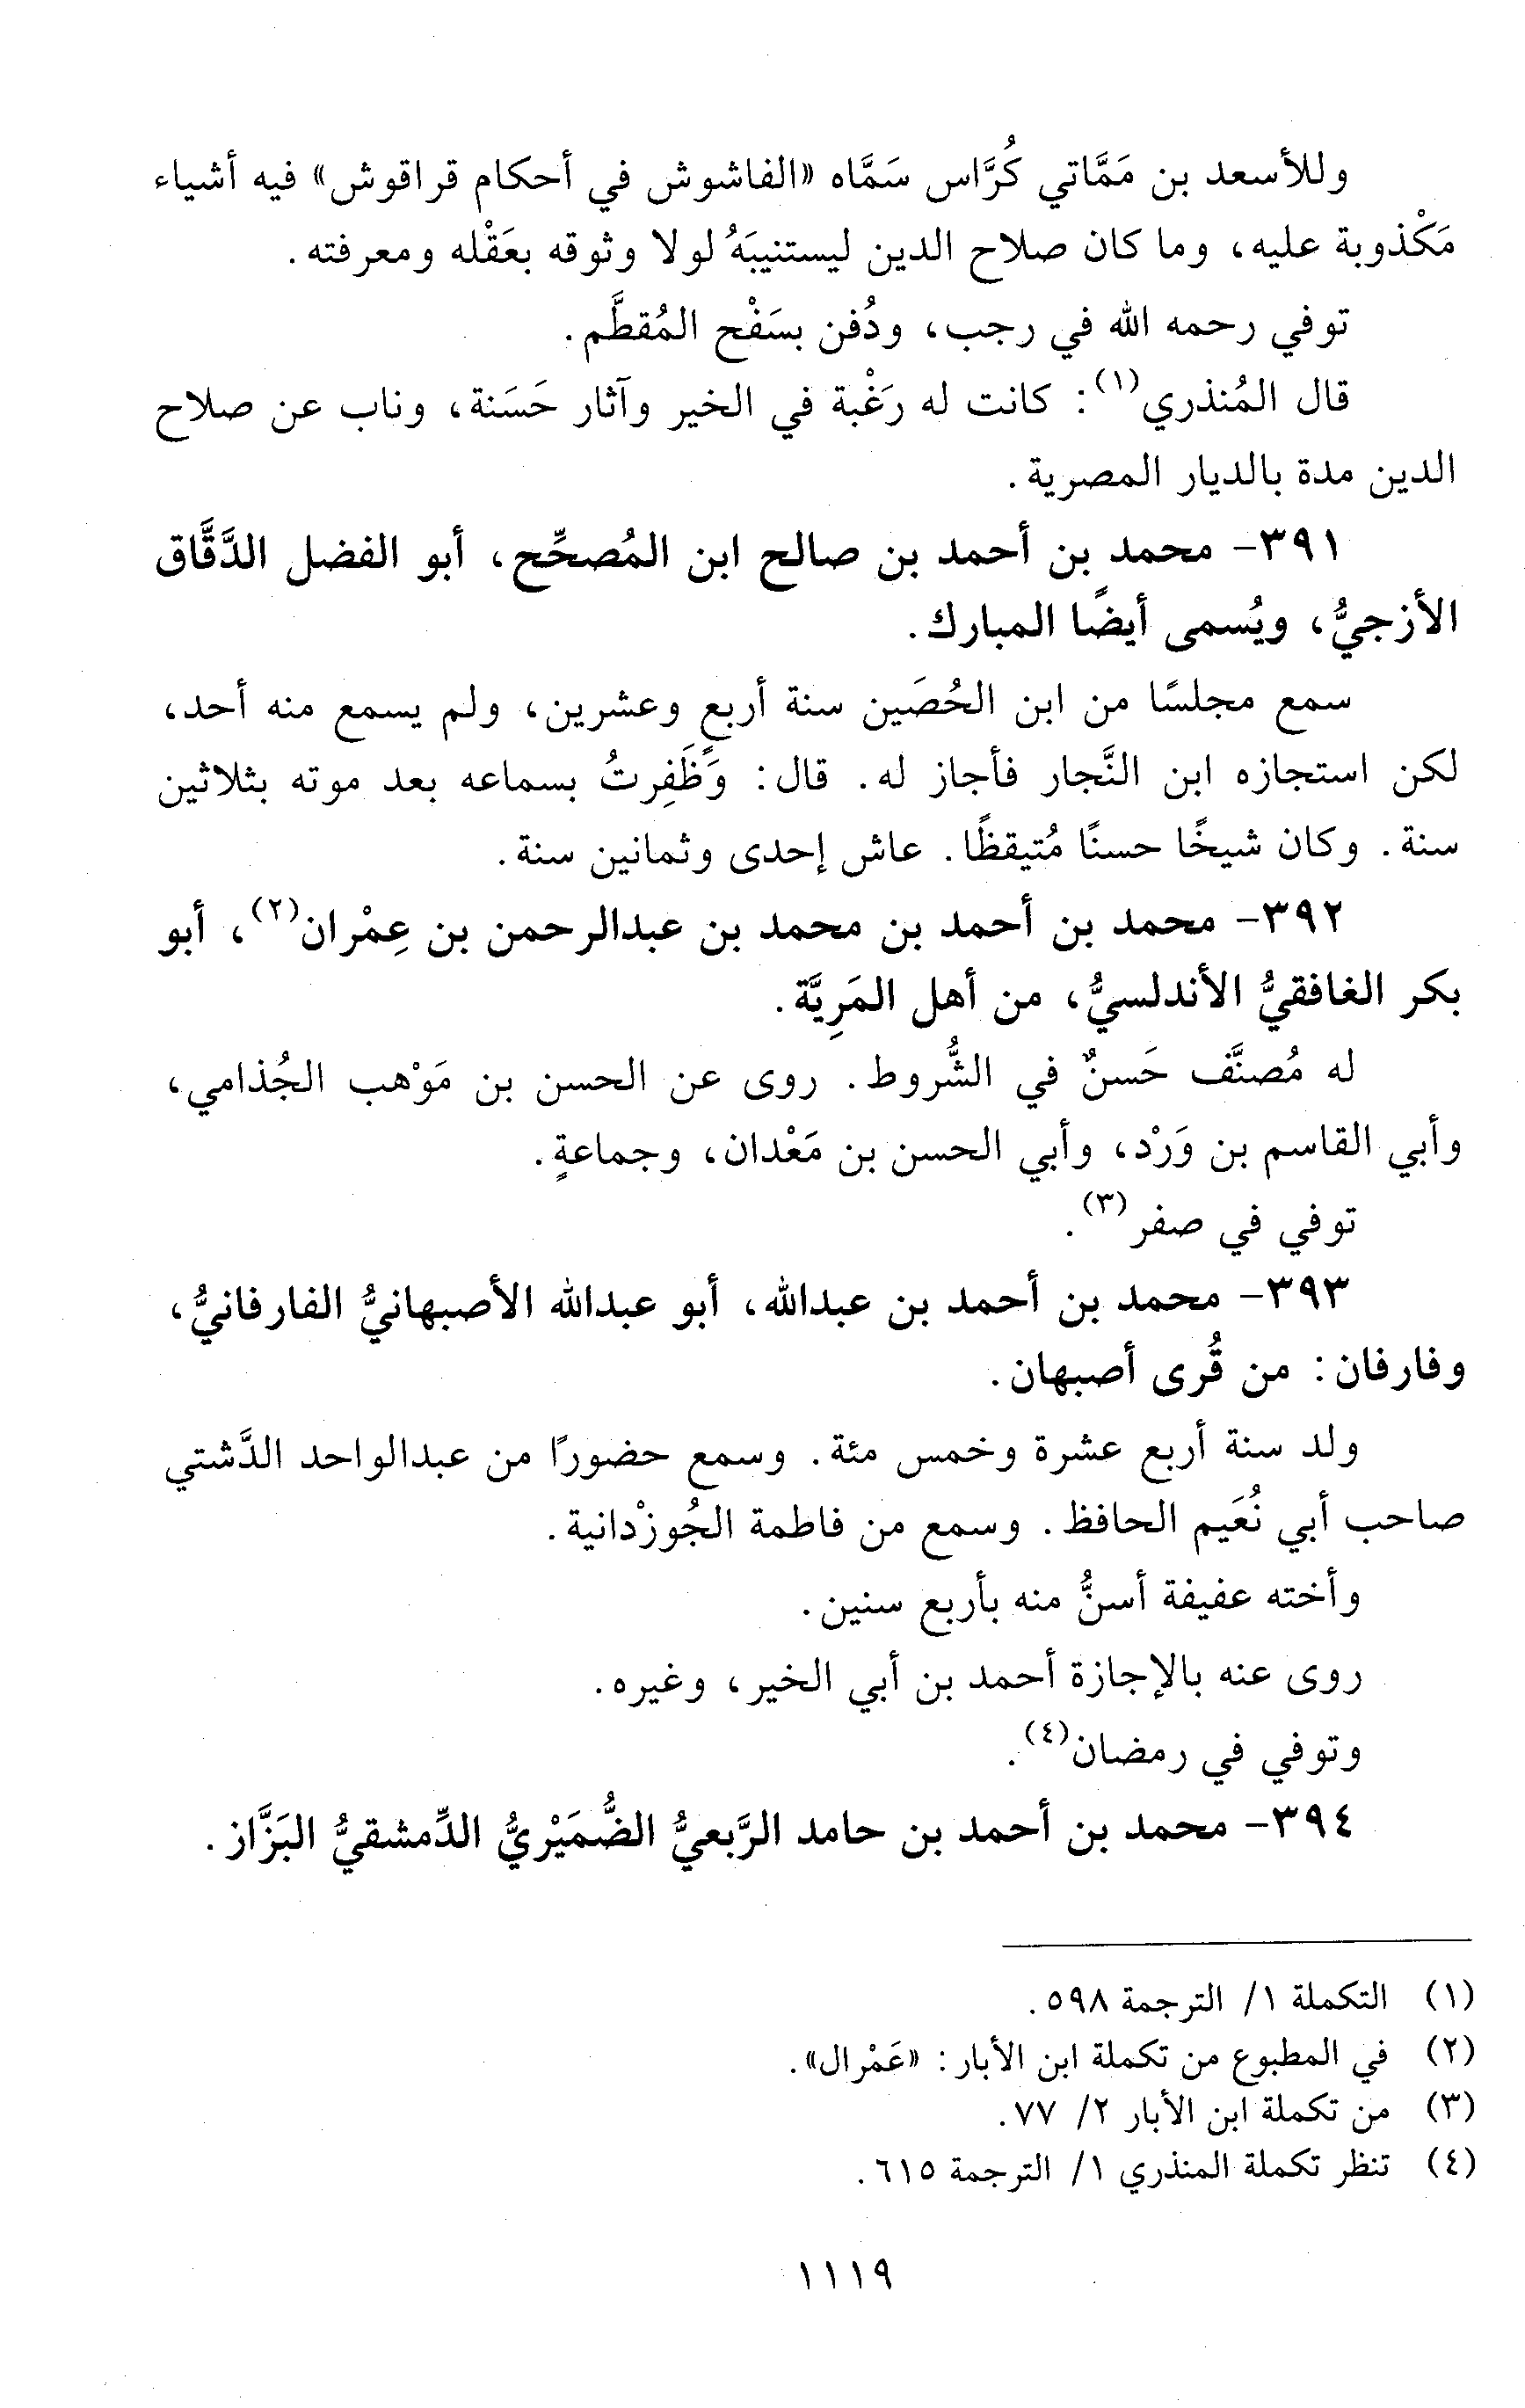 وللأسعد بن مَمَّاتي كُرَّاس سَمَّاه «الفاشوش في أحكام قراقوش» فيه أشياء
مَكْذوبة عليه، وما كان صلاح الدين ليستنيبَهُ لولا وثوقه بعَقْله ومعرفته.
توفي رحمه الله في رجب، ودُفن بسَفْح المُقطَّم.
قال المُنذري(١): كانت له رَغْبة في الخير وآثار حَسَنة، وناب عن صلاح
الدين مدة بالديار المصرية.
٣٩١- محمد بن أحمد بن صالح ابن المُصحِّح، أبو الفضل الدَّقَّاق
الأزجيُّ، ويُسمى أيضًا المبارك.
سمع مجلسًا من ابن الحُصَين سنة أربعٍ وعشرين، ولم يسمع منه أحد،
لكن استجازه ابن النَّجار فأجاز له. قال: وَظَفِرتُ بسماعه بعد موته بثلاثين
سنة. وكان شيخًا حسنًا مُتيقظًا. عاش إحدى وثمانين سنة.
٣٩٢- محمد بن أحمد بن محمد بن عبدالرحمن بن عِمْران(٢)، أبو
بكر الغافقيُّ الأندلسيُّ، من أهل المَرِيَّة.
له مُصنَّف حَسنٌ في الشُّروط. روى عن الحسن بن مَوْهب الجُذامي،
وأبي القاسم بن وَرْد، وأبي الحسن بن مَعْدان، وجماعةٍ.
توفي في صفر(٣).
٣٩٣- محمد بن أحمد بن عبدالله، أبو عبدالله الأصبهانيُّ الفارفانيُّ،
وفارفان: من قُرى أصبهان.
ولد سنة أربع عشرة وخمس مئة. وسمع حضورًا من عبدالواحد الدَّشتي
صاحب أبي نُعَيم الحافظ. وسمع من فاطمة الجُوزْدانية.
وأخته عفيفة أسنُّ منه بأربع سنين.
روى عنه بالإجازة أحمد بن أبي الخير، وغيره.
وتوفي في رمضان(٤).
٣٩٤- محمد بن أحمد بن حامد الرَّبعيُّ الضُّمَيْريُّ الدِّمشقيُّ البَزَّاز.
(١) التكملة ١/ الترجمة ٥٩٨.
(٢) في المطبوع من تكملة ابن الأبار: «عَمْرال».
(٣) من تكملة ابن الأبار ٢/ ٧٧.
(٤) تنظر تكملة المنذري ١/ الترجمة ٦١٥.
١١١٩